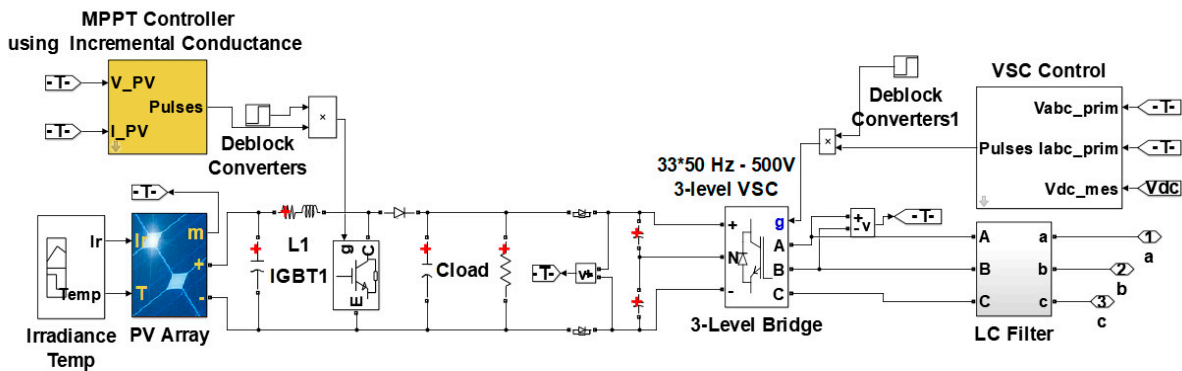 MPPT Controller
using Incremental Conductance
-T-
V_PV
Pulses
-T-
I_PV
×
Deblock
Converters
-T-
Ir
Temp
Irradiance
Temp
Ir
m
+
T
-
PV Array
L1
g
C
E
IGBT1
Cload
-T-
v
+
-
33*50 Hz - 500V
3-level VSC
+
N
-
g
A
B
C
3-Level Bridge
×
Deblock
Converters1
+
-
v
-T-
VSC Control
Vabc_prim
-T-
Pulses
Iabc_prim
-T-
Vdc_mes
Vdc
A
a
B
b
C
c
LC Filter
1
a
2
b
3
c